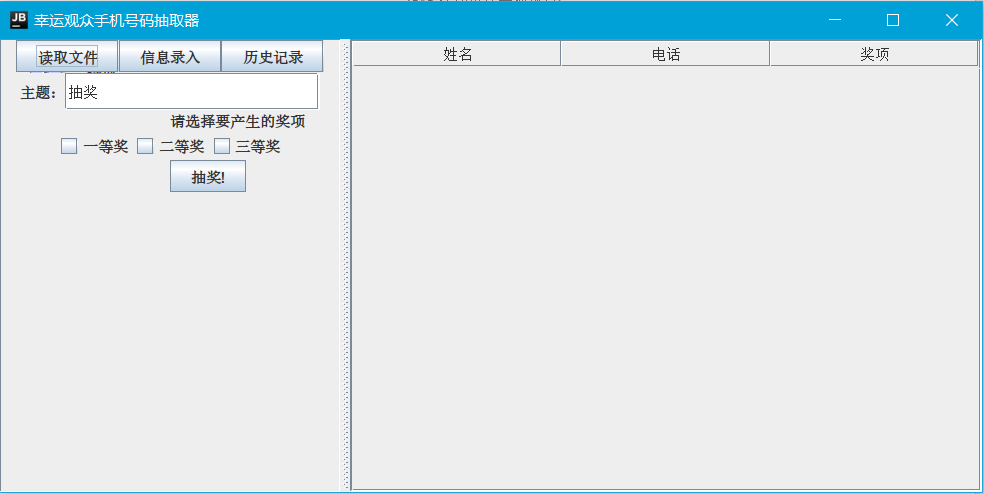 JB 幸运观众手机号码抽取器
读取文件 信息录入 历史记录
主题: 抽奖
请选择要产生的奖项
一等奖 二等奖 三等奖
抽奖!
姓名 电话 奖项